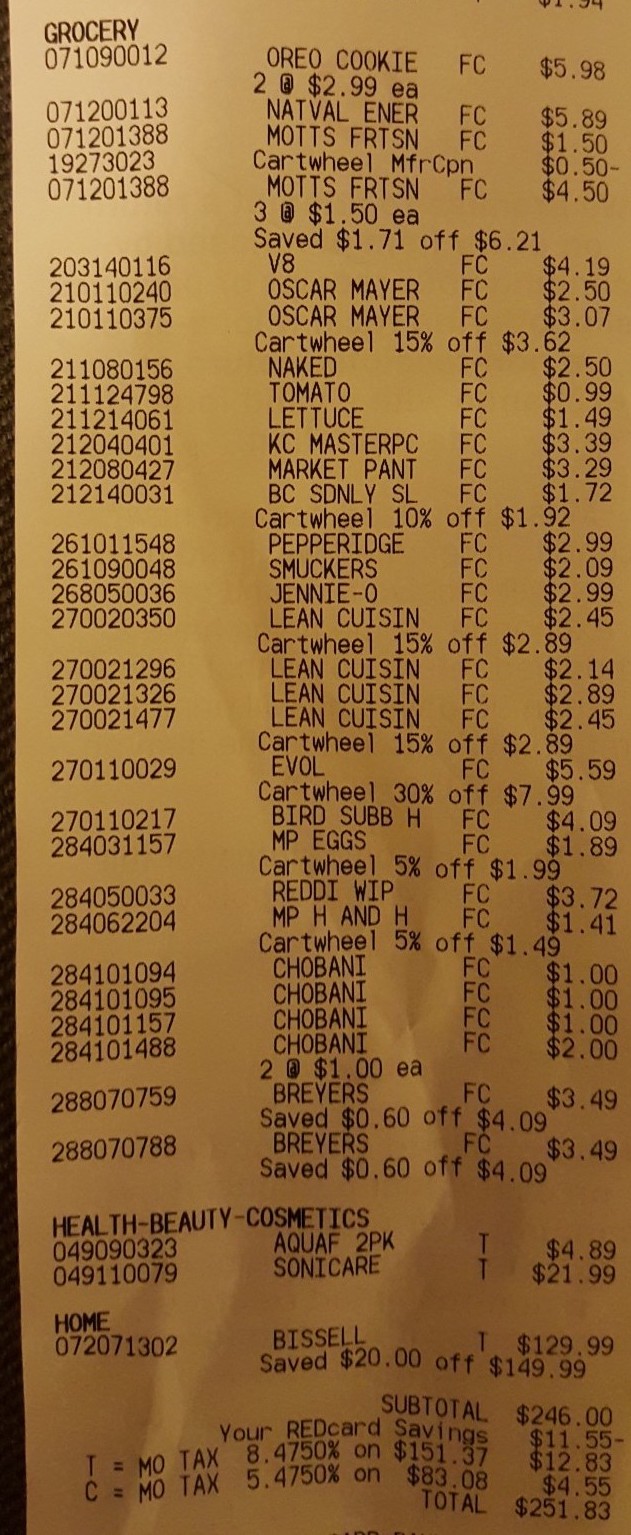 $1.94
GROCERY
071090012 OREO COOKIE FC $5.98
2 @ $2.99 ea
071200113 NATVAL ENER FC $5.89
071201388 MOTTS FRTSN FC $1.50
19273023 Cartwheel MfrCpn $0.50-
071201388 MOTTS FRTSN FC $4.50
3 @ $1.50 ea
Saved $1.71 off $6.21
203140116 V8 FC $4.19
210110240 OSCAR MAYER FC $2.50
210110375 OSCAR MAYER FC $3.07
Cartwheel 15% off $3.62
211080156 NAKED FC $2.50
211124798 TOMATO FC $0.99
211214061 LETTUCE FC $1.49
212040401 KC MASTERPC FC $3.39
212080427 MARKET PANT FC $3.29
212140031 BC SDNLY SL FC $1.72
Cartwheel 10% off $1.92
261011548 PEPPERIDGE FC $2.99
261090048 SMUCKERS FC $2.09
268050036 JENNIE-O FC $2.99
270020350 LEAN CUISIN FC $2.45
Cartwheel 15% off $2.89
270021296 LEAN CUISIN FC $2.14
270021326 LEAN CUISIN FC $2.89
270021477 LEAN CUISIN FC $2.45
Cartwheel 15% off $2.89
270110029 EVOL FC $5.59
Cartwheel 30% off $7.99
270110217 BIRD SUBB H FC $4.09
284031157 MP EGGS FC $1.89
Cartwheel 5% off $1.99
284050033 REDDI WIP FC $3.72
284062204 MP H AND H FC $1.41
Cartwheel 5% off $1.49
284101094 CHOBANI FC $1.00
284101095 CHOBANI FC $1.00
284101157 CHOBANI FC $1.00
284101488 CHOBANI FC $2.00
2 @ $1.00 ea
288070759 BREYERS FC $3.49
Saved $0.60 off $4.09
288070788 BREYERS FC $3.49
Saved $0.60 off $4.09
HEALTH-BEAUTY-COSMETICS
049090323 AQUAF 2PK T $4.89
049110079 SONICARE T $21.99
HOME
072071302 BISSELL T $129.99
Saved $20.00 off $149.99
SUBTOTAL $246.00
Your REDcard Savings $11.55-
T = MO TAX 8.4750% on $151.37 $12.83
C = MO TAX 5.4750% on $83.08 $4.55
TOTAL $251.83